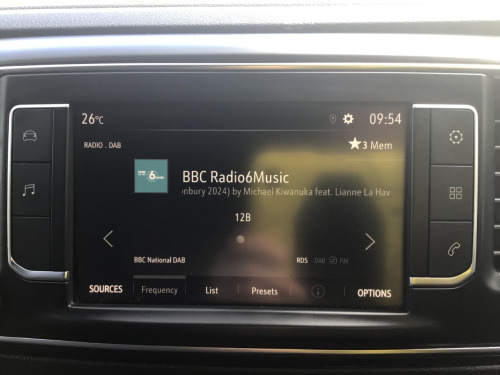 26°C 09:54
RADIO . DAB ★3 Mem
BBC Radio6Music
onbury 2024) by Michael Kiwanuka feat. Lianne La Hav
12B
BBC National DAB RDS DAB FM
SOURCES Frequency List Presets OPTIONS